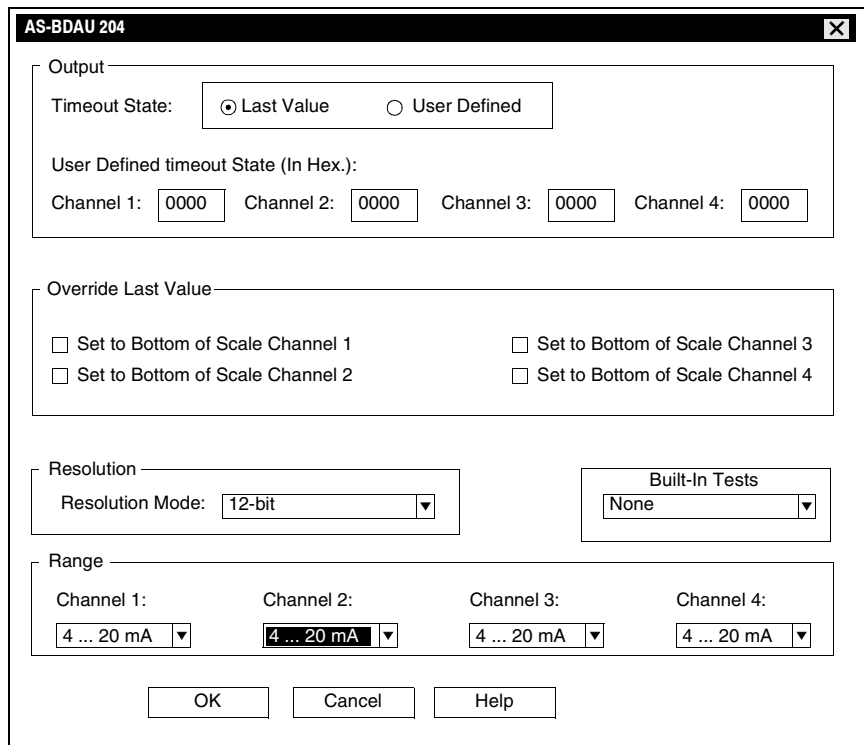 AS-BDAU 204
Output
Timeout State: Last Value User Defined
User Defined timeout State (In Hex.):
Channel 1: 0000 Channel 2: 0000 Channel 3: 0000 Channel 4: 0000
Override Last Value
Set to Bottom of Scale Channel 1 Set to Bottom of Scale Channel 3
Set to Bottom of Scale Channel 2 Set to Bottom of Scale Channel 4
Resolution
Resolution Mode: 12-bit
Built-In Tests
None
Range
Channel 1: Channel 2: Channel 3: Channel 4:
4 ... 20 mA 4 ... 20 mA 4 ... 20 mA 4 ... 20 mA
OK Cancel Help